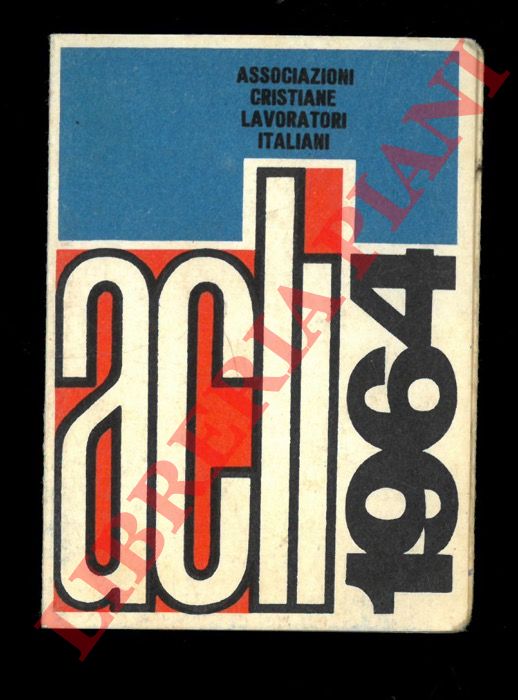 ASSOCIAZIONI
CRISTIANE
LAVORATORI
ITALIANI
acli
1964
LIBRERIA PIANI